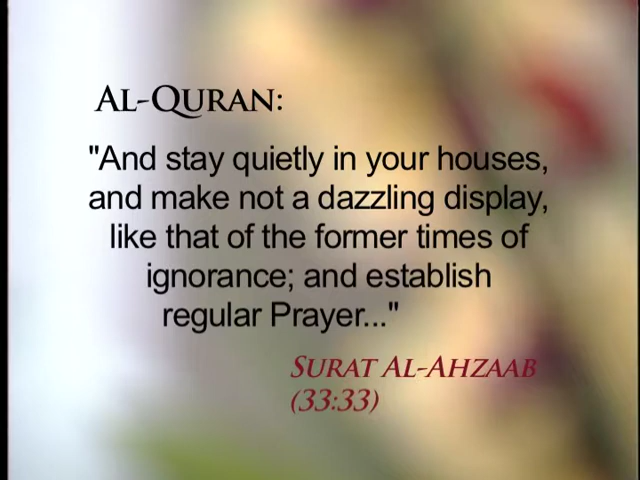 AL-QURAN:
"And stay quietly in your houses,
and make not a dazzling display,
like that of the former times of
ignorance; and establish
regular Prayer..."
SURAT AL-AHZAAB
(33:33)